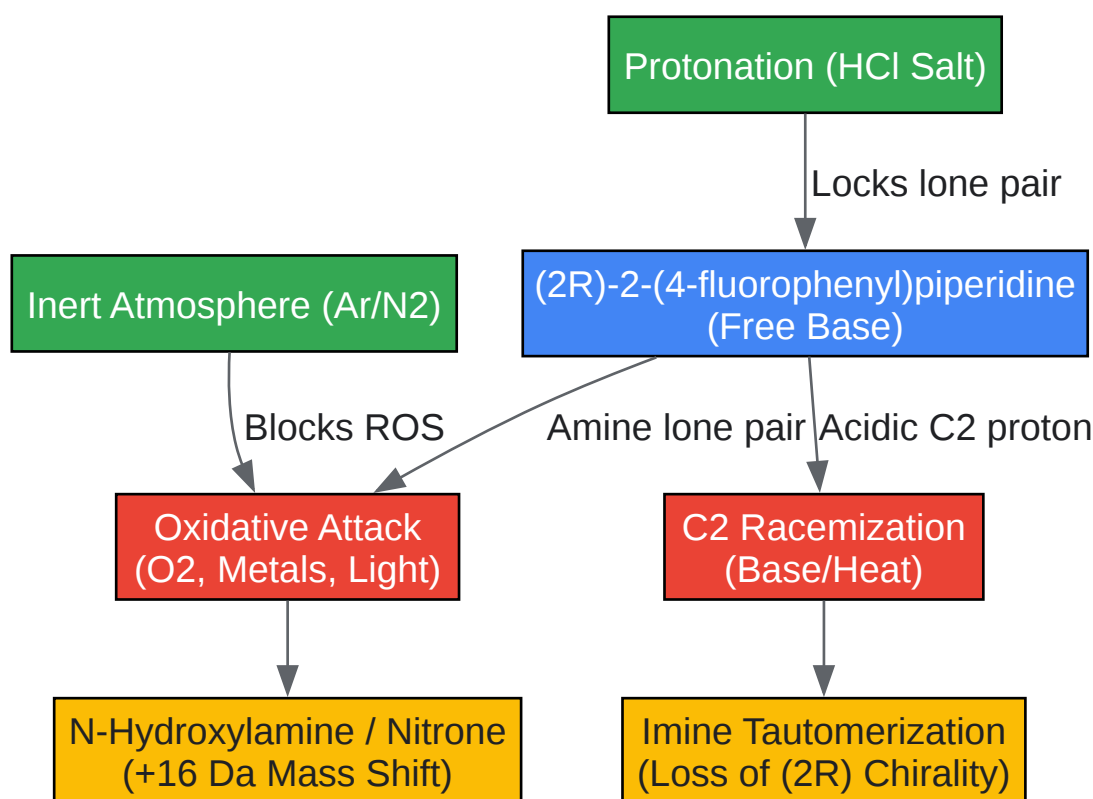 Protonation (HCl Salt)
Locks lone pair
Inert Atmosphere (Ar/N2)
(2R)-2-(4-fluorophenyl)piperidine
(Free Base)
Blocks ROS
Amine lone pair
Acidic C2 proton
Oxidative Attack
(O2, Metals, Light)
C2 Racemization
(Base/Heat)
N-Hydroxylamine / Nitrone
(+16 Da Mass Shift)
Imine Tautomerization
(Loss of (2R) Chirality)